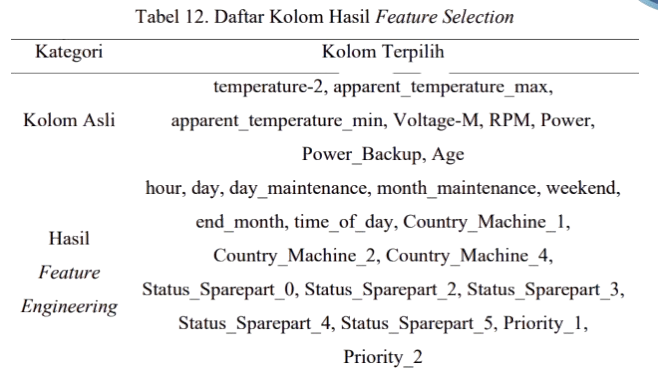 Tabel 12. Daftar Kolom Hasil Feature Selection
Kategori Kolom Terpilih
Kolom Asli
temperature-2, apparent_temperature_max,
apparent_temperature_min, Voltage-M, RPM, Power,
Power_Backup, Age
Hasil
Feature
Engineering
hour, day, day_maintenance, month_maintenance, weekend,
end_month, time_of_day, Country_Machine_1,
Country_Machine_2, Country_Machine_4,
Status_Sparepart_0, Status_Sparepart_2, Status_Sparepart_3,
Status_Sparepart_4, Status_Sparepart_5, Priority_1,
Priority_2